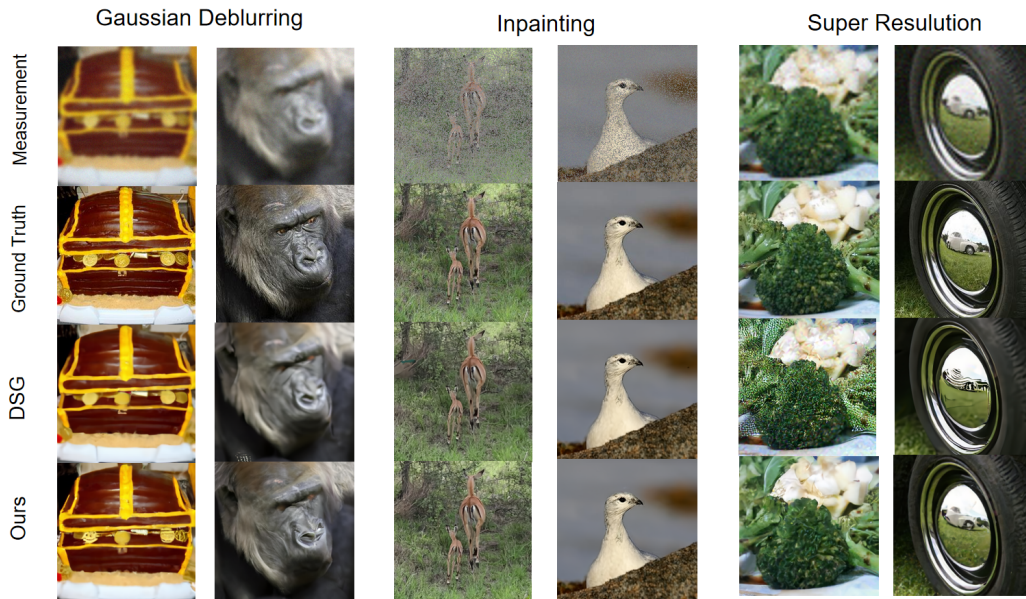 Gaussian Deblurring
Inpainting
Super Resulution
Measurement
Ground Truth
DSG
Ours